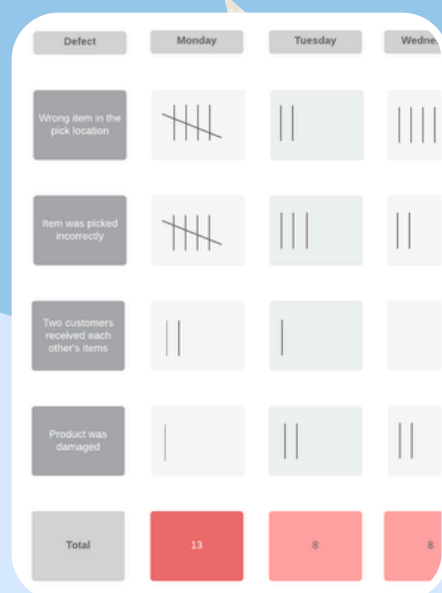 Defect Monday Tuesday Wedne
Wrong item in the
pick location
Item was picked
incorrectly
Two customers
received each
other's items
Product was
damaged
Total 13 8 8